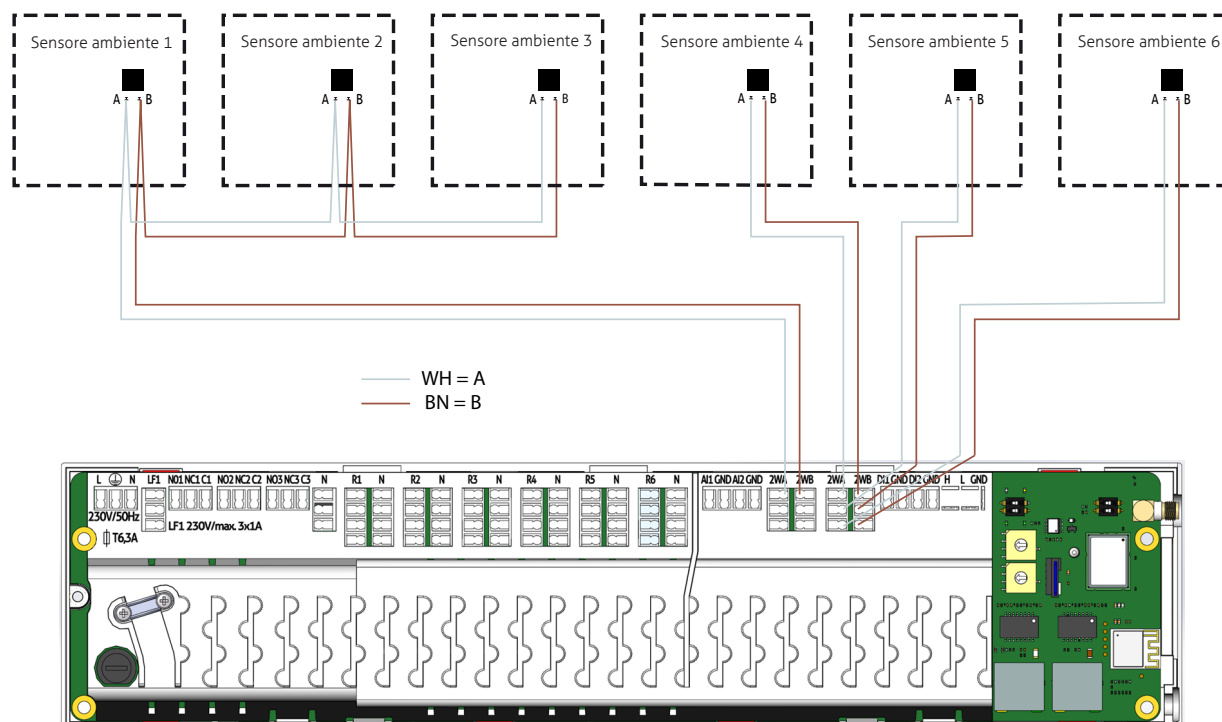 Sensore ambiente 1 Sensore ambiente 2 Sensore ambiente 3 Sensore ambiente 4 Sensore ambiente 5 Sensore ambiente 6
A B A B A B A B A B A B
WH = A
BN = B
L N LF1 NO1 NC1 C1 NO2 NC2 C2 NO3 NC3 C3 N R1 N R2 N R3 N R4 N R5 N R6 N AI1 GND AI2 GND 2WA 2WB 2WA 2WB DI1 GND DI2 GND H L GND
230V/50Hz LF1 230V/max. 3x1A
T6,3A